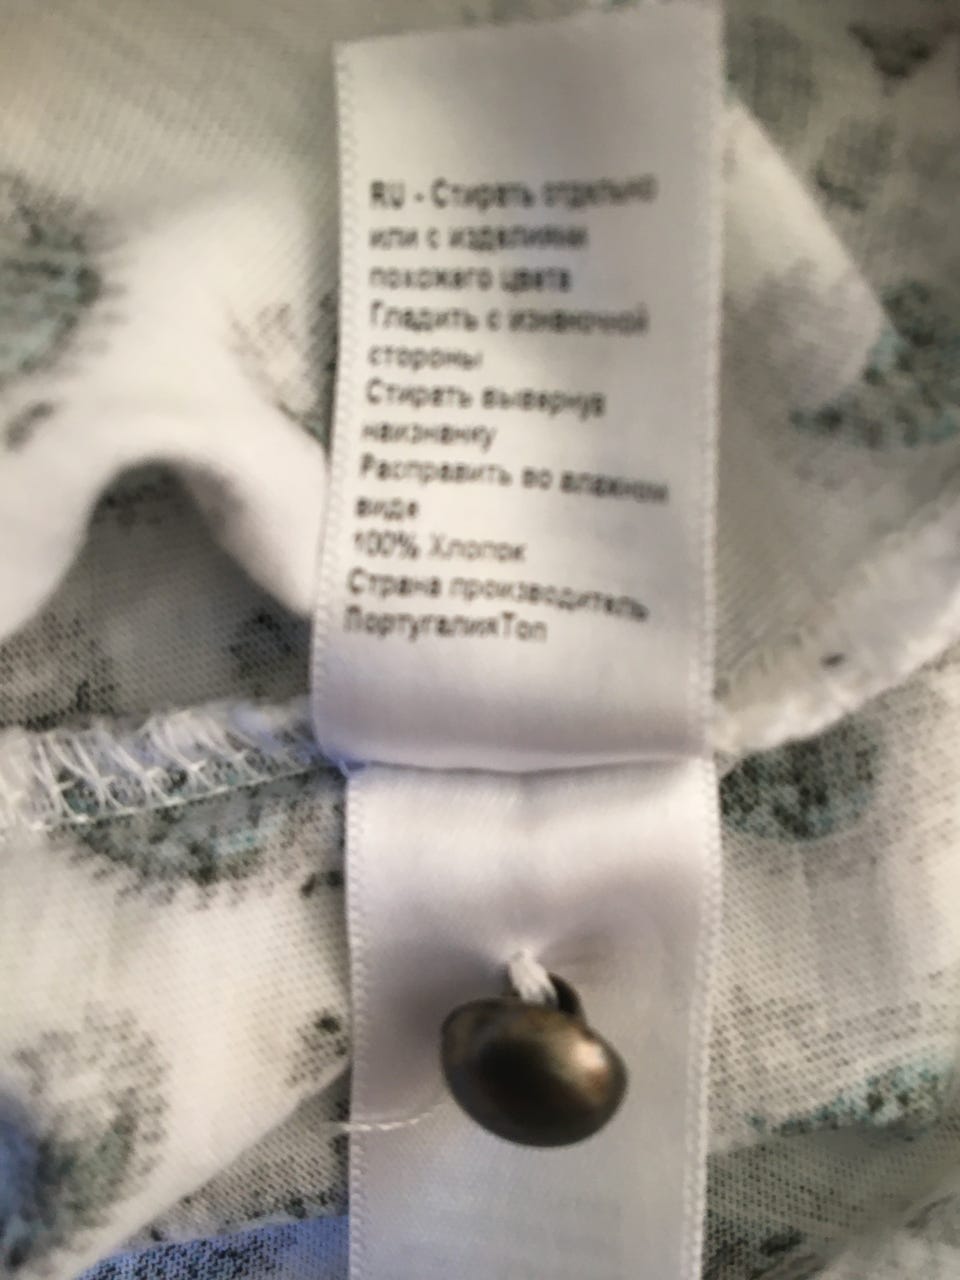 RU - Стирать отдельно
или с изделиями
похожего цвета
Гладить с изнаночной
стороны
Стирать вывернув
наизнанку
Расправить во влажном
виде
100% Хлопок
Страна производитель
ПортугалияТоп